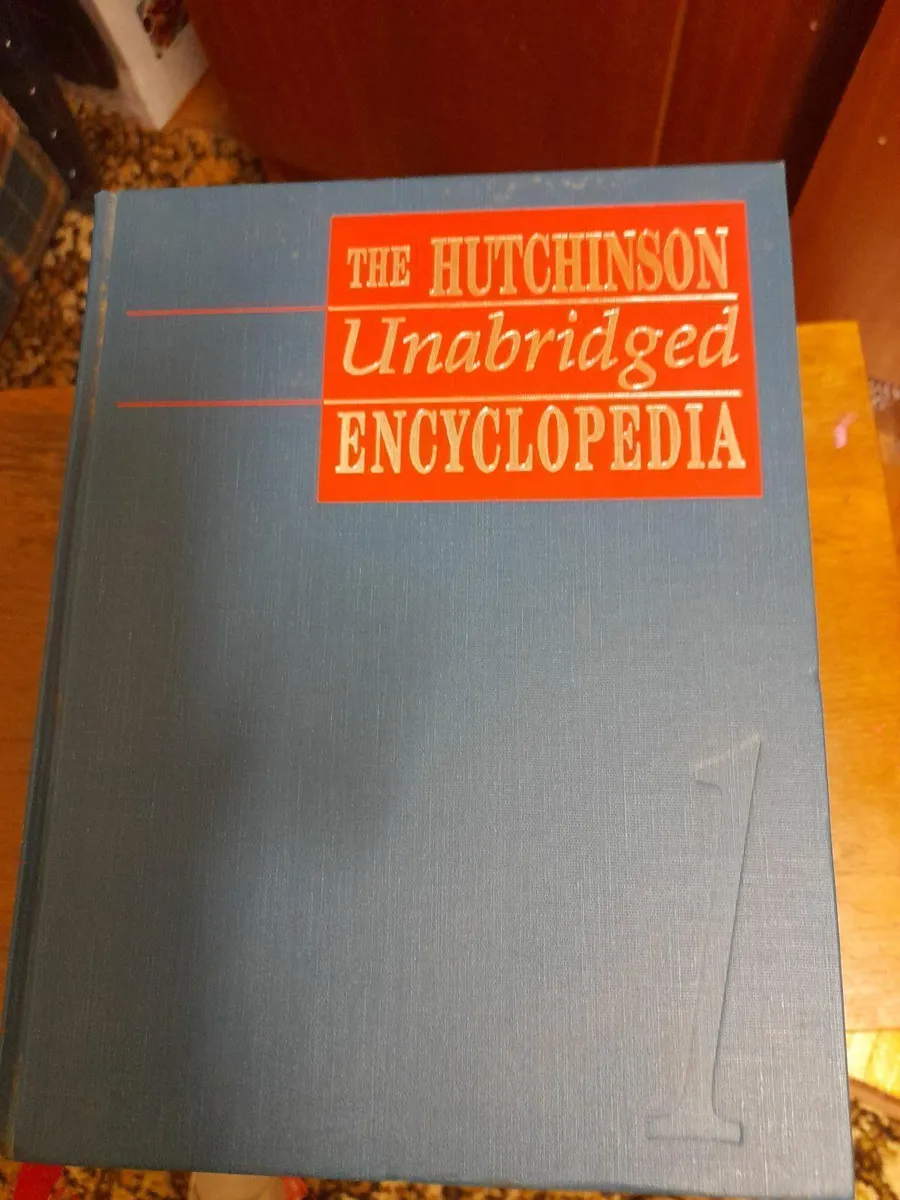 THE HUTCHINSON
Unabridged
ENCYCLOPEDIA
1